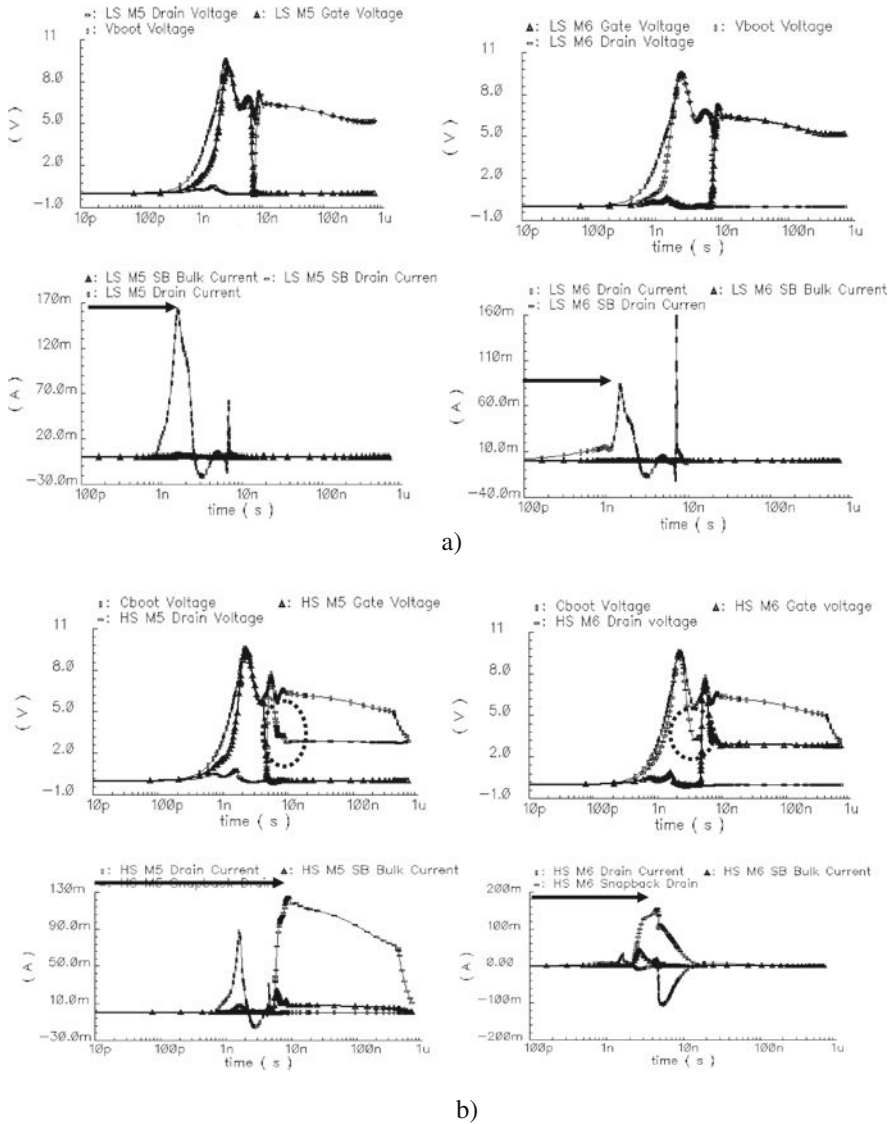 ▫▫: LS M5 Drain Voltage ▲: LS M5 Gate Voltage
▫: Vboot Voltage
11
8.0
5.0
2.0
−1.0
( V )
10p 100p 1n 10n 100n 1u
time ( s )
▲: LS M6 Gate Voltage ▫: Vboot Voltage
▫▫: LS M6 Drain Voltage
11
8.0
5.0
2.0
−1.0
( V )
10p 100p 1n 10n 100n 1u
time ( s )
▲: LS M5 SB Bulk Current ▫▫: LS M5 SB Drain Curren
▫: LS M5 Drain Current
170m
120m
70.0m
20.0m
−30.0m
( A )
100p 1n 10n 100n 1u
time ( s )
▫: LS M6 Drain Current ▲: LS M6 SB Bulk Current
▫▫: LS M6 SB Drain Curren
160m
110m
60.0m
10.0m
−40.0m
( A )
100p 1n 10n 100n 1u
time ( s )
a)
▫: Cboot Voltage ▲: HS M5 Gate Voltage
▫▫: HS M5 Drain Voltage
11
8.0
5.0
2.0
−1.0
( V )
10p 100p 1n 10n 100n 1u
time ( s )
▫: Cboot Voltage ▲: HS M6 Gate voltage
▫▫: HS M6 Drain voltage
11
8.0
5.0
2.0
−1.0
( V )
10p 100p 1n 10n 100n 1u
time ( s )
▫: HS M5 Drain Current ▲: HS M5 SB Bulk Current
▫▫: HS M5 Snapback Drain
130m
90.0m
50.0m
10.0m
−30.0m
( A )
10p 100p 1n 10n 100n 1u
time ( s )
▫: HS M6 Drain Current ▲: HS M6 SB Bulk Current
▫▫: HS M6 Snapback Drain
200m
100m
0.00
−100m
−200m
( A )
100p 1n 10n 100n 1u
time ( s )
b)